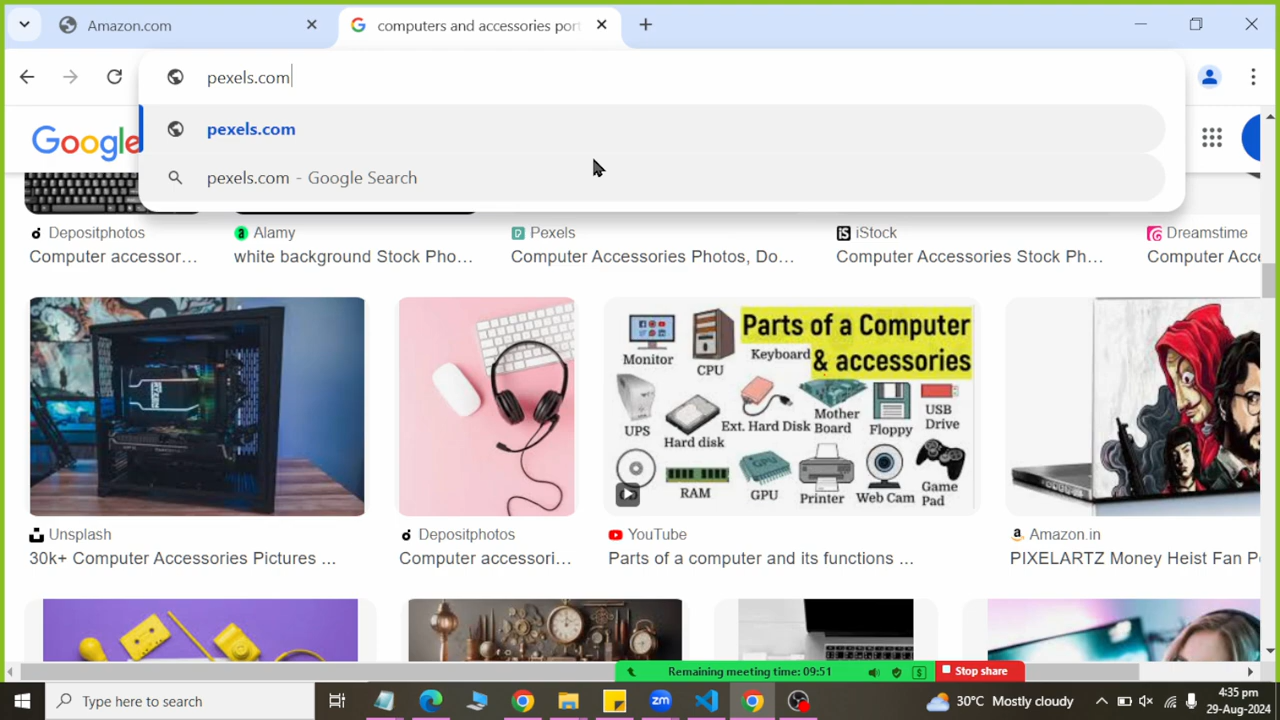 Amazon.com
computers and accessories por
pexels.com
pexels.com
pexels.com - Google Search
Google
Depositphotos
Computer accessor...
Alamy
white background Stock Pho...
Pexels
Computer Accessories Photos, Do...
iStock
Computer Accessories Stock Ph...
Dreamstime
Computer Acce
Parts of a Computer
& accessories
Monitor
CPU
Keyboard
UPS
Hard disk
Ext. Hard Disk
Mother
Board
Floppy
USB
Drive
RAM
GPU
Printer
Web Cam
Game
Pad
Unsplash
30k+ Computer Accessories Pictures ...
Depositphotos
Computer accessori...
YouTube
Parts of a computer and its functions ...
Amazon.in
PIXELARTZ Money Heist Fan P
Remaining meeting time: 09:51
Stop share
Type here to search
zm
30°C Mostly cloudy
4:35 pm
29-Aug-2024